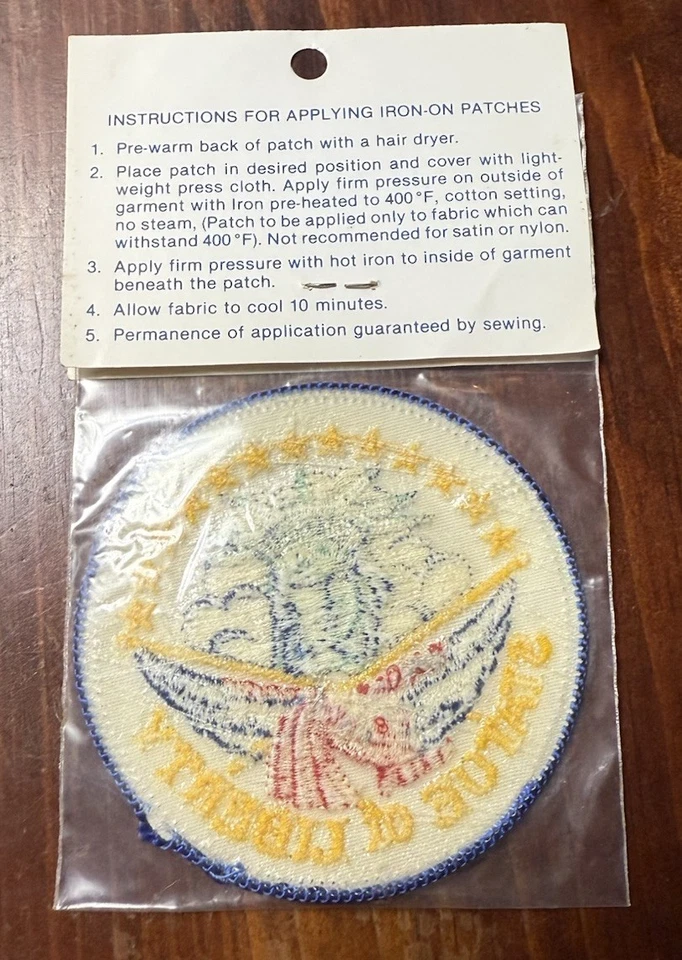 INSTRUCTIONS FOR APPLYING IRON-ON PATCHES
1. Pre-warm back of patch with a hair dryer.
2. Place patch in desired position and cover with light-
weight press cloth. Apply firm pressure on outside of
garment with Iron pre-heated to 400°F, cotton setting,
no steam, (Patch to be applied only to fabric which can
withstand 400°F). Not recommended for satin or nylon.
3. Apply firm pressure with hot iron to inside of garment
beneath the patch.
4. Allow fabric to cool 10 minutes.
5. Permanence of application guaranteed by sewing.
STATUE of LIBERTY